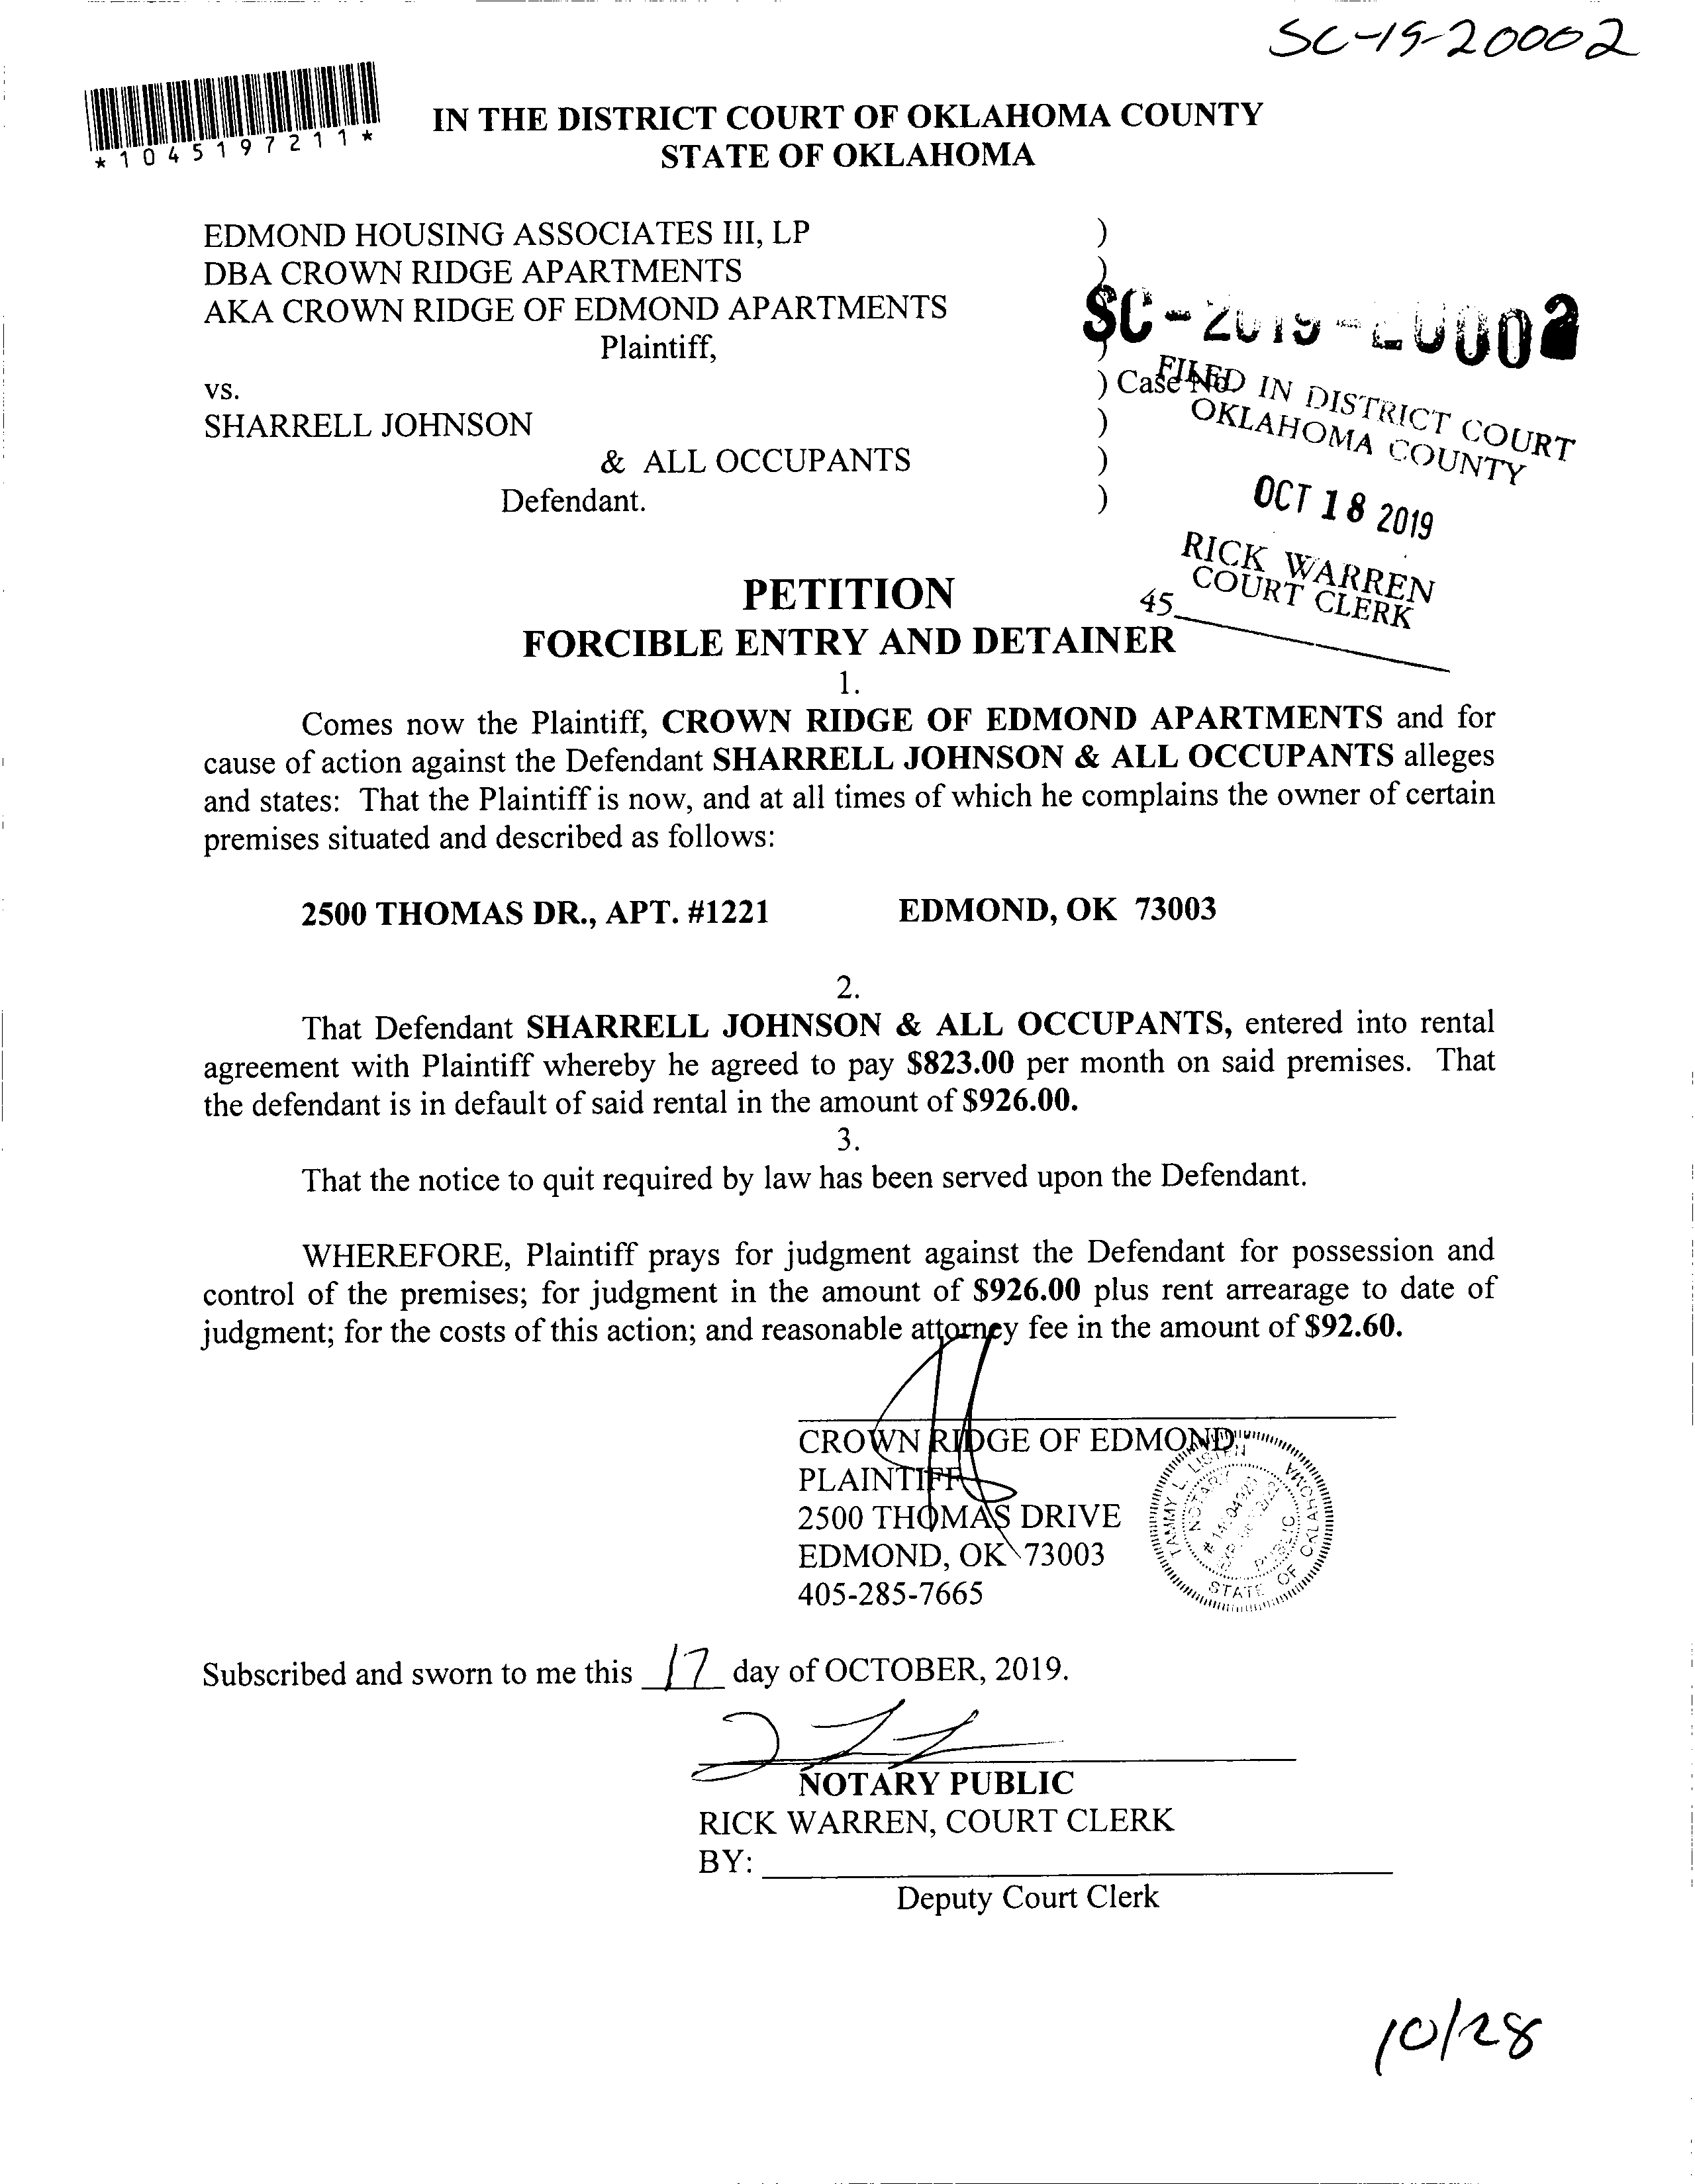 SC-19-20002
*1045197211*
IN THE DISTRICT COURT OF OKLAHOMA COUNTY
STATE OF OKLAHOMA
EDMOND HOUSING ASSOCIATES III, LP )
DBA CROWN RIDGE APARTMENTS )
AKA CROWN RIDGE OF EDMOND APARTMENTS
SC-2019-20002
Plaintiff, )
vs. ) Case No.
FILED IN DISTRICT COURT
OKLAHOMA COUNTY
SHARRELL JOHNSON )
& ALL OCCUPANTS )
Defendant. )
OCT 18 2019
RICK WARREN
COURT CLERK
45
PETITION
FORCIBLE ENTRY AND DETAINER
1.
Comes now the Plaintiff, CROWN RIDGE OF EDMOND APARTMENTS and for
cause of action against the Defendant SHARRELL JOHNSON & ALL OCCUPANTS alleges
and states: That the Plaintiff is now, and at all times of which he complains the owner of certain
premises situated and described as follows:
2500 THOMAS DR., APT. #1221 EDMOND, OK 73003
2.
That Defendant SHARRELL JOHNSON & ALL OCCUPANTS, entered into rental
agreement with Plaintiff whereby he agreed to pay $823.00 per month on said premises. That
the defendant is in default of said rental in the amount of $926.00.
3.
That the notice to quit required by law has been served upon the Defendant.
WHEREFORE, Plaintiff prays for judgment against the Defendant for possession and
control of the premises; for judgment in the amount of $926.00 plus rent arrearage to date of
judgment; for the costs of this action; and reasonable attorney fee in the amount of $92.60.
CROWN RIDGE OF EDMOND
PLAINTIFF
2500 THOMAS DRIVE
EDMOND, OK 73003
405-285-7665
TAMMY L. LISTEN
NOTARY
PUBLIC
STATE OF OKLAHOMA
Subscribed and sworn to me this 17 day of OCTOBER, 2019.
NOTARY PUBLIC
RICK WARREN, COURT CLERK
BY:
Deputy Court Clerk
10/28